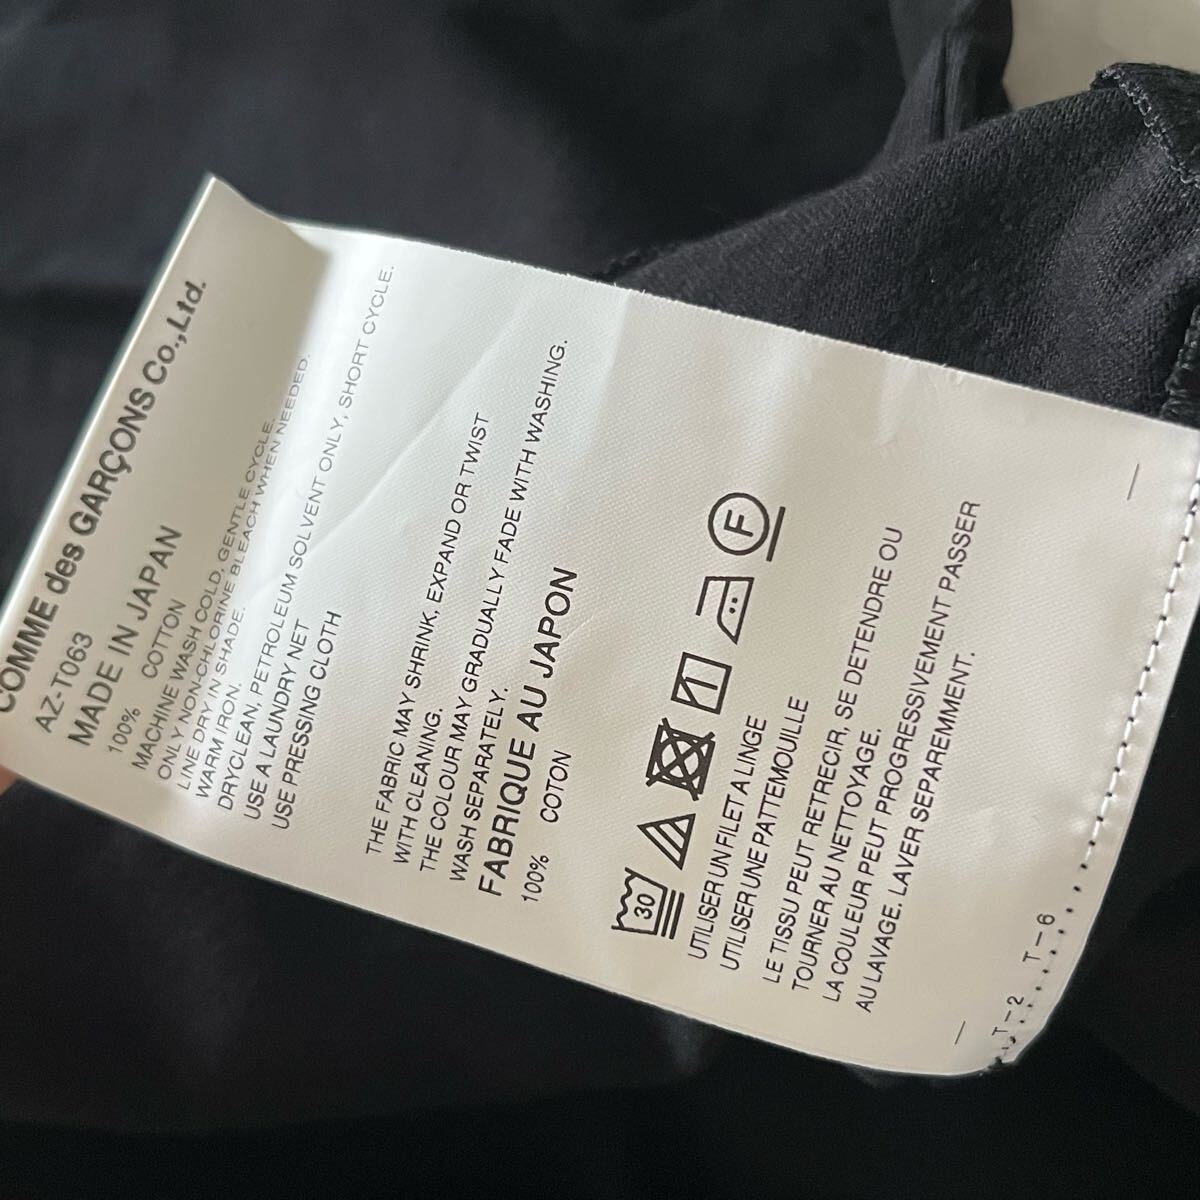 COMME des GARÇONS Co.,Ltd.
AZ-T063
MADE IN JAPAN
100% COTTON
MACHINE WASH COLD, GENTLE CYCLE.
ONLY NON-CHLORINE BLEACH WHEN NEEDED.
LINE DRY IN SHADE.
WARM IRON.
DRYCLEAN, PETROLEUM SOLVENT ONLY, SHORT CYCLE.
USE A LAUNDRY NET
USE PRESSING CLOTH
THE FABRIC MAY SHRINK, EXPAND OR TWIST
WITH CLEANING.
THE COLOUR MAY GRADUALLY FADE WITH WASHING.
WASH SEPARATELY.
FABRIQUE AU JAPON
100% COTON
30 F
UTILISER UN FILET A LINGE
UTILISER UNE PATTEMOUILLE
LE TISSU PEUT RETRECIR, SE DETENDRE OU
TOURNER AU NETTOYAGE.
LA COULEUR PEUT PROGRESSIVEMENT PASSER
AU LAVAGE. LAVER SEPAREMMENT.
T-2 T-6